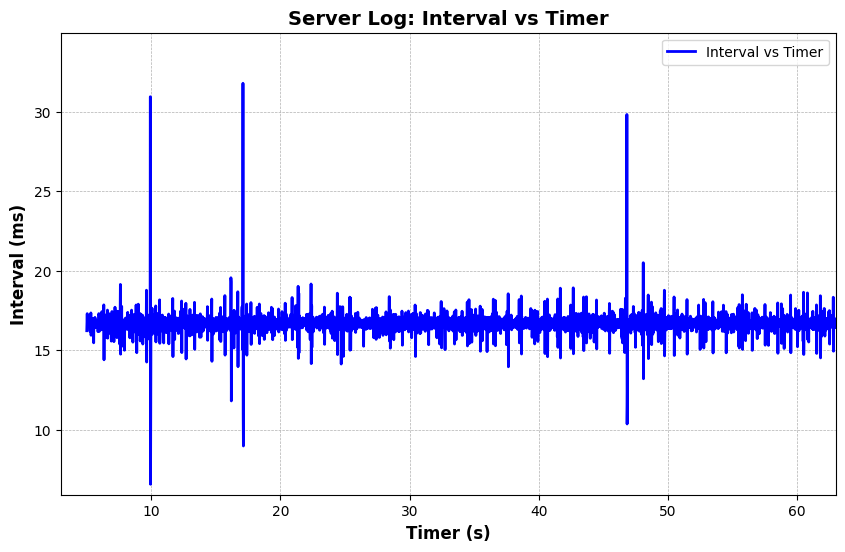 Server Log: Interval vs Timer
Interval vs Timer
30
25
20
15
10
Interval (ms)
10 20 30 40 50 60
Timer (s)